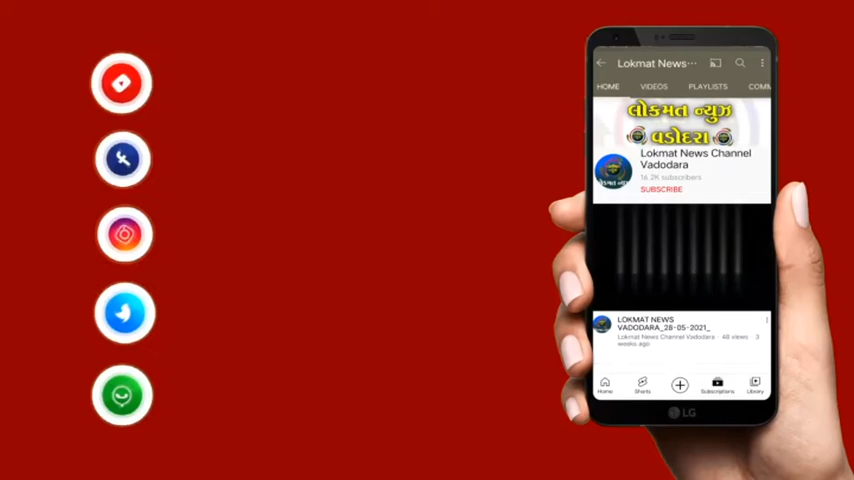 Lokmat News···
HOME VIDEOS PLAYLISTS COMM
લોકમત ન્યુઝ
વડોદરા
Lokmat News Channel
Vadodara
16.2K subscribers
SUBSCRIBE
LOKMAT NEWS
VADODARA_28-05-2021_
Lokmat News Channel Vadodara · 48 views · 3
weeks ago
Home Shorts Subscriptions Library
LG